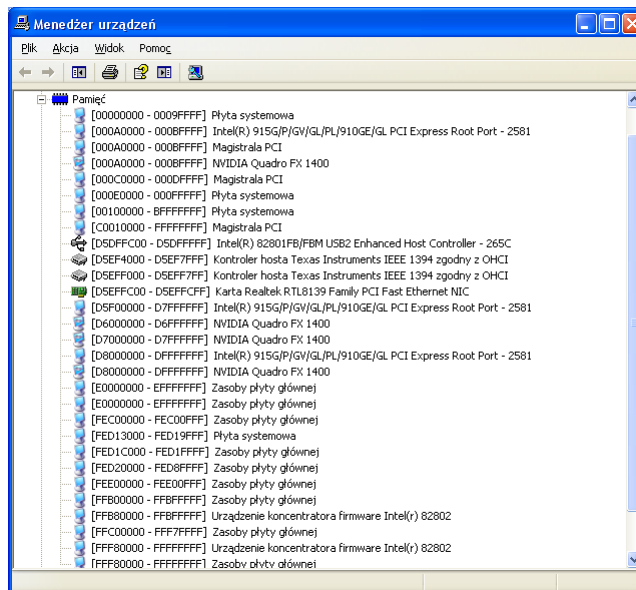 Menedżer urządzeń
Plik Akcja Widok Pomoc
Pamięć
[00000000 - 0009FFFF] Płyta systemowa
[000A0000 - 000BFFFF] Intel(R) 915G/P/GV/GL/PL/910GE/GL PCI Express Root Port - 2581
[000A0000 - 000BFFFF] Magistrala PCI
[000A0000 - 000BFFFF] NVIDIA Quadro FX 1400
[000C0000 - 000DFFFF] Magistrala PCI
[000E0000 - 000FFFFF] Płyta systemowa
[00100000 - BFFFFFFF] Płyta systemowa
[C0010000 - FFFFFFFF] Magistrala PCI
[D5DFFC00 - D5DFFFFF] Intel(R) 82801FB/FBM USB2 Enhanced Host Controller - 265C
[D5EF4000 - D5EF7FFF] Kontroler hosta Texas Instruments IEEE 1394 zgodny z OHCI
[D5EFF000 - D5EFF7FF] Kontroler hosta Texas Instruments IEEE 1394 zgodny z OHCI
[D5EFFC00 - D5EFFCFF] Karta Realtek RTL8139 Family PCI Fast Ethernet NIC
[D5F00000 - D7FFFFFF] Intel(R) 915G/P/GV/GL/PL/910GE/GL PCI Express Root Port - 2581
[D6000000 - D6FFFFFF] NVIDIA Quadro FX 1400
[D7000000 - D7FFFFFF] NVIDIA Quadro FX 1400
[D8000000 - DFFFFFFF] Intel(R) 915G/P/GV/GL/PL/910GE/GL PCI Express Root Port - 2581
[D8000000 - DFFFFFFF] NVIDIA Quadro FX 1400
[E0000000 - EFFFFFFF] Zasoby płyty głównej
[E0000000 - EFFFFFFF] Zasoby płyty głównej
[FEC00000 - FEC00FFF] Zasoby płyty głównej
[FED13000 - FED19FFF] Płyta systemowa
[FED1C000 - FED1FFFF] Zasoby płyty głównej
[FED20000 - FED8FFFF] Zasoby płyty głównej
[FEE00000 - FEE00FFF] Zasoby płyty głównej
[FFB00000 - FFBFFFFF] Zasoby płyty głównej
[FFB80000 - FFBFFFFF] Urządzenie koncentratora firmware Intel(r) 82802
[FFC00000 - FFF7FFFF] Zasoby płyty głównej
[FFF80000 - FFFFFFFF] Urządzenie koncentratora firmware Intel(r) 82802
[FFF80000 - FFFFFFFF] Zasoby płyty głównej